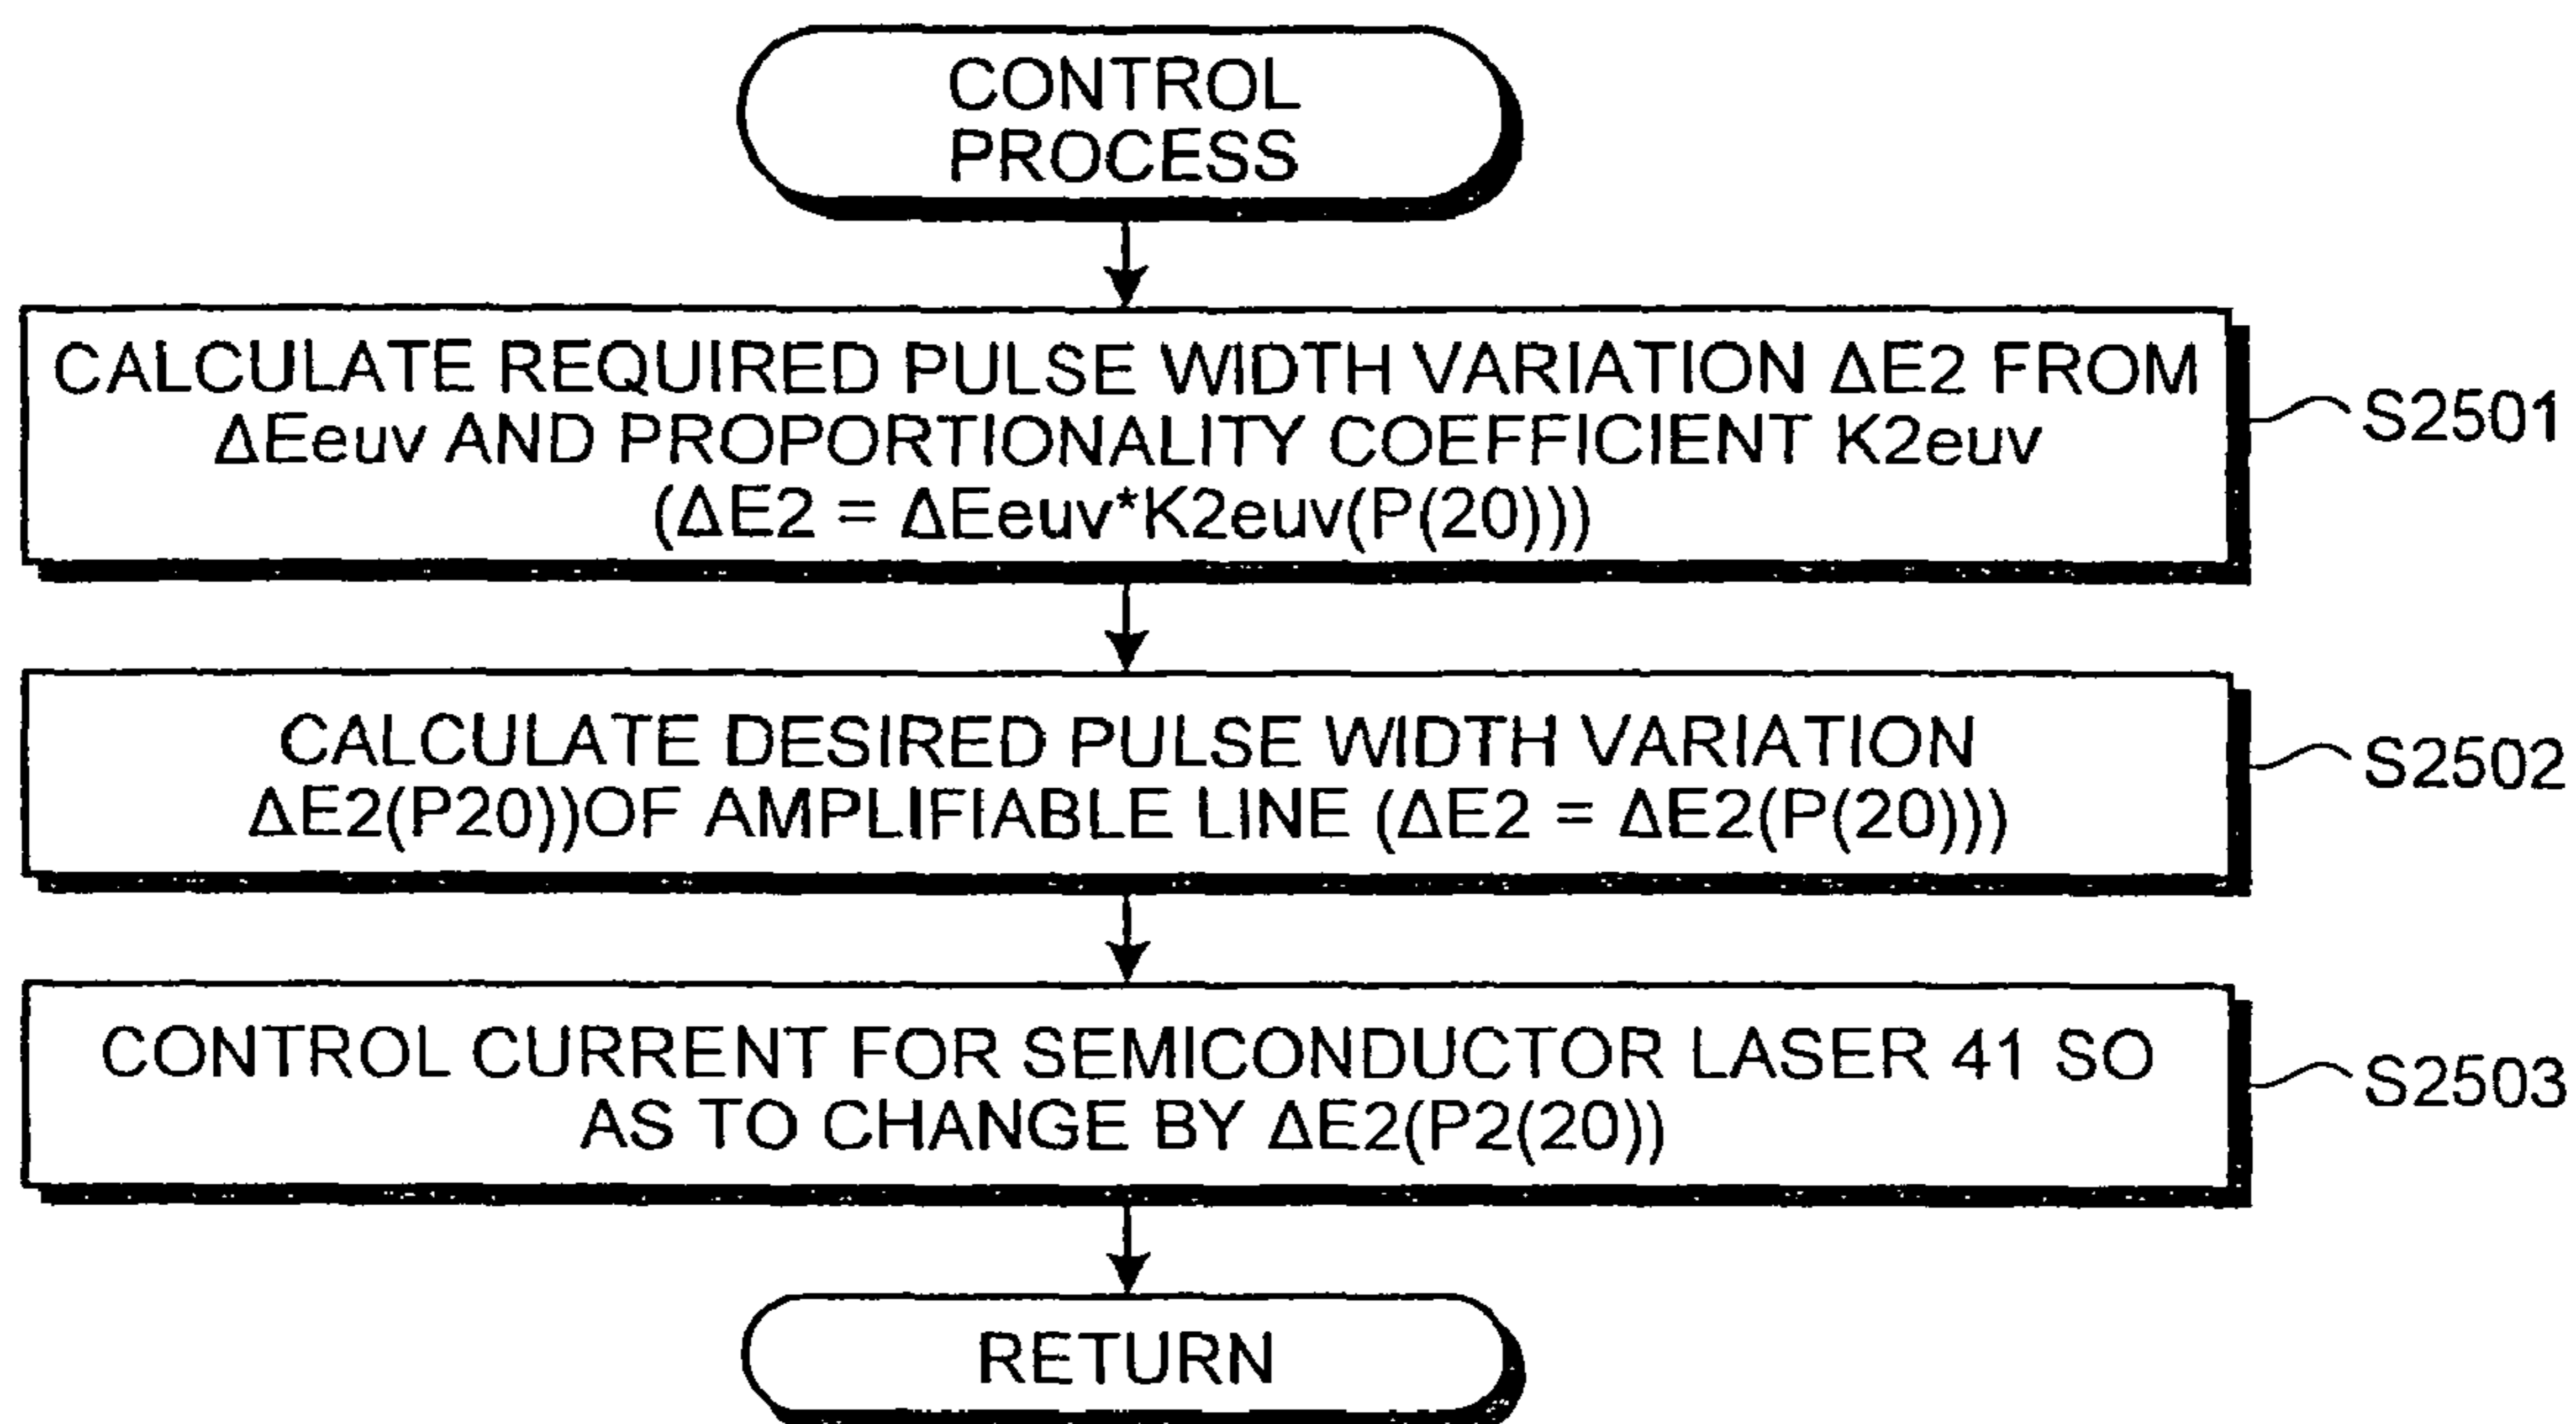 CONTROL
PROCESS
CALCULATE REQUIRED PULSE WIDTH VARIATION ΔE2 FROM
ΔEeuv AND PROPORTIONALITY COEFFICIENT K2euv
(ΔE2 = ΔEeuv*K2euv(P(20)))
S2501
CALCULATE DESIRED PULSE WIDTH VARIATION
ΔE2(P20))OF AMPLIFIABLE LINE (ΔE2 = ΔE2(P(20)))
S2502
CONTROL CURRENT FOR SEMICONDUCTOR LASER 41 SO
AS TO CHANGE BY ΔE2(P2(20))
S2503
RETURN